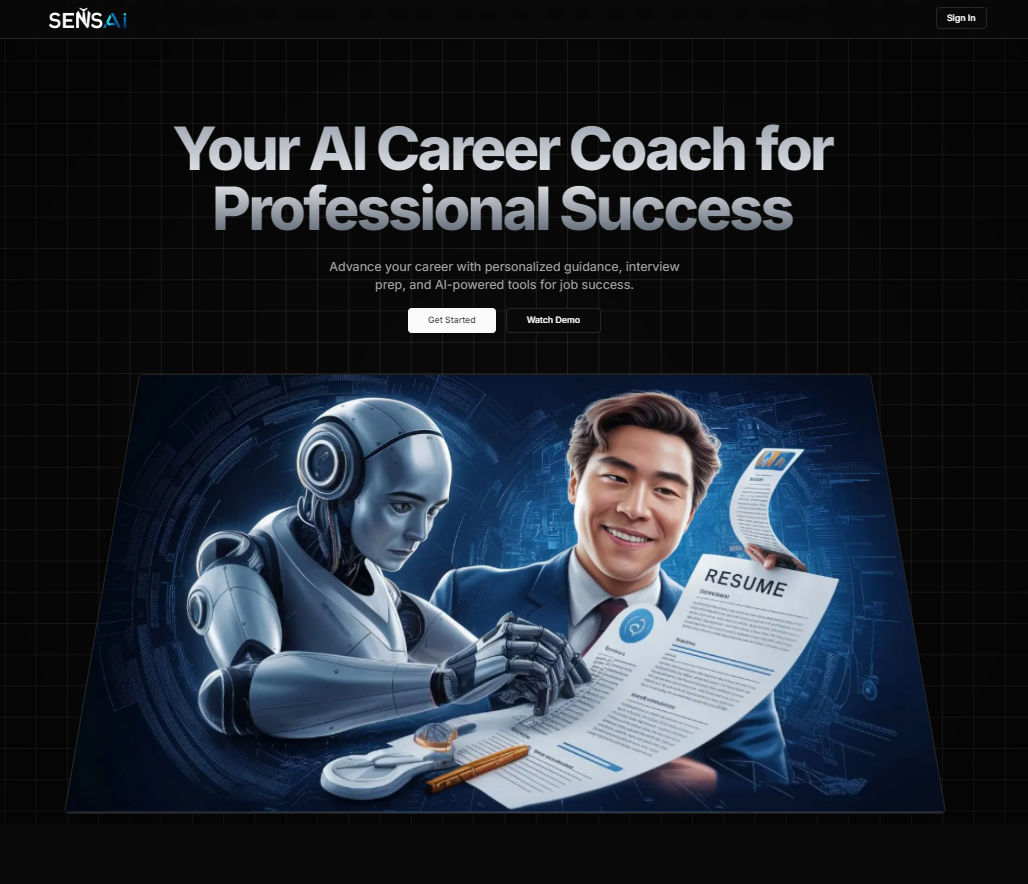 SENSAi
Sign In
Your AI Career Coach for
Professional Success
Advance your career with personalized guidance, interview
prep, and AI-powered tools for job success.
Get Started
Watch Demo
RESUME